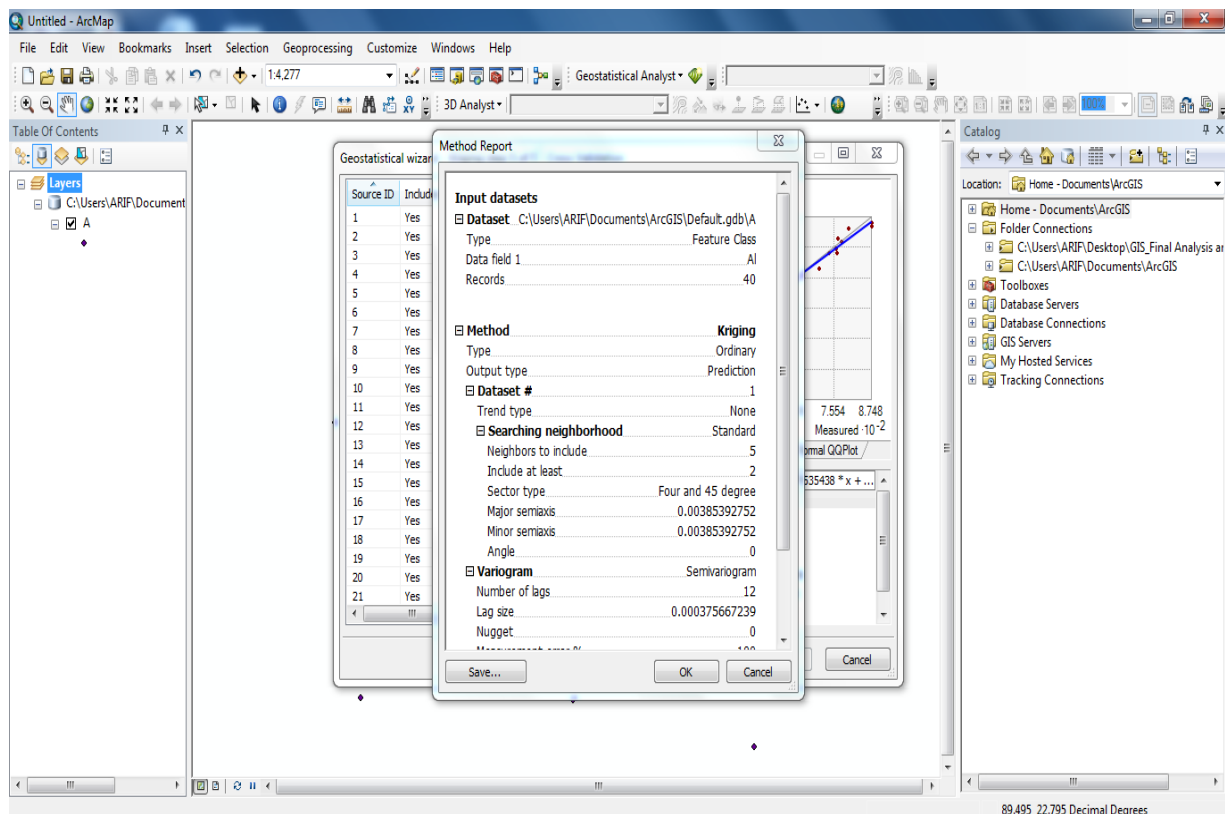 Untitled - ArcMap
File Edit View Bookmarks Insert Selection Geoprocessing Customize Windows Help
1:4,277
Geostatistical Analyst
3D Analyst
100%
Table Of Contents
Layers
C:\Users\ARIF\Document
A
Geostatistical wizar
Source ID Includ
1 Yes
2 Yes
3 Yes
4 Yes
5 Yes
6 Yes
7 Yes
8 Yes
9 Yes
10 Yes
11 Yes
12 Yes
13 Yes
14 Yes
15 Yes
16 Yes
17 Yes
18 Yes
19 Yes
20 Yes
21 Yes
Method Report
Input datasets
Dataset C:\Users\ARIF\Documents\ArcGIS\Default.gdb\A
Type Feature Class
Data field 1 Al
Records 40
Method Kriging
Type Ordinary
Output type Prediction
Dataset # 1
Trend type None
Searching neighborhood Standard
Neighbors to include 5
Include at least 2
Sector type Four and 45 degree
Major semiaxis 0.00385392752
Minor semiaxis 0.00385392752
Angle 0
Variogram Semivariogram
Number of lags 12
Lag size 0.000375667239
Nugget 0
Save... OK Cancel
7.554 8.748
Measured ·10-2
ormal QQPlot
535438 * x + ...
Cancel
Catalog
Location: Home - Documents\ArcGIS
Home - Documents\ArcGIS
Folder Connections
C:\Users\ARIF\Desktop\GIS_Final Analysis ar
C:\Users\ARIF\Documents\ArcGIS
Toolboxes
Database Servers
Database Connections
GIS Servers
My Hosted Services
Tracking Connections
89.495 22.795 Decimal Degrees